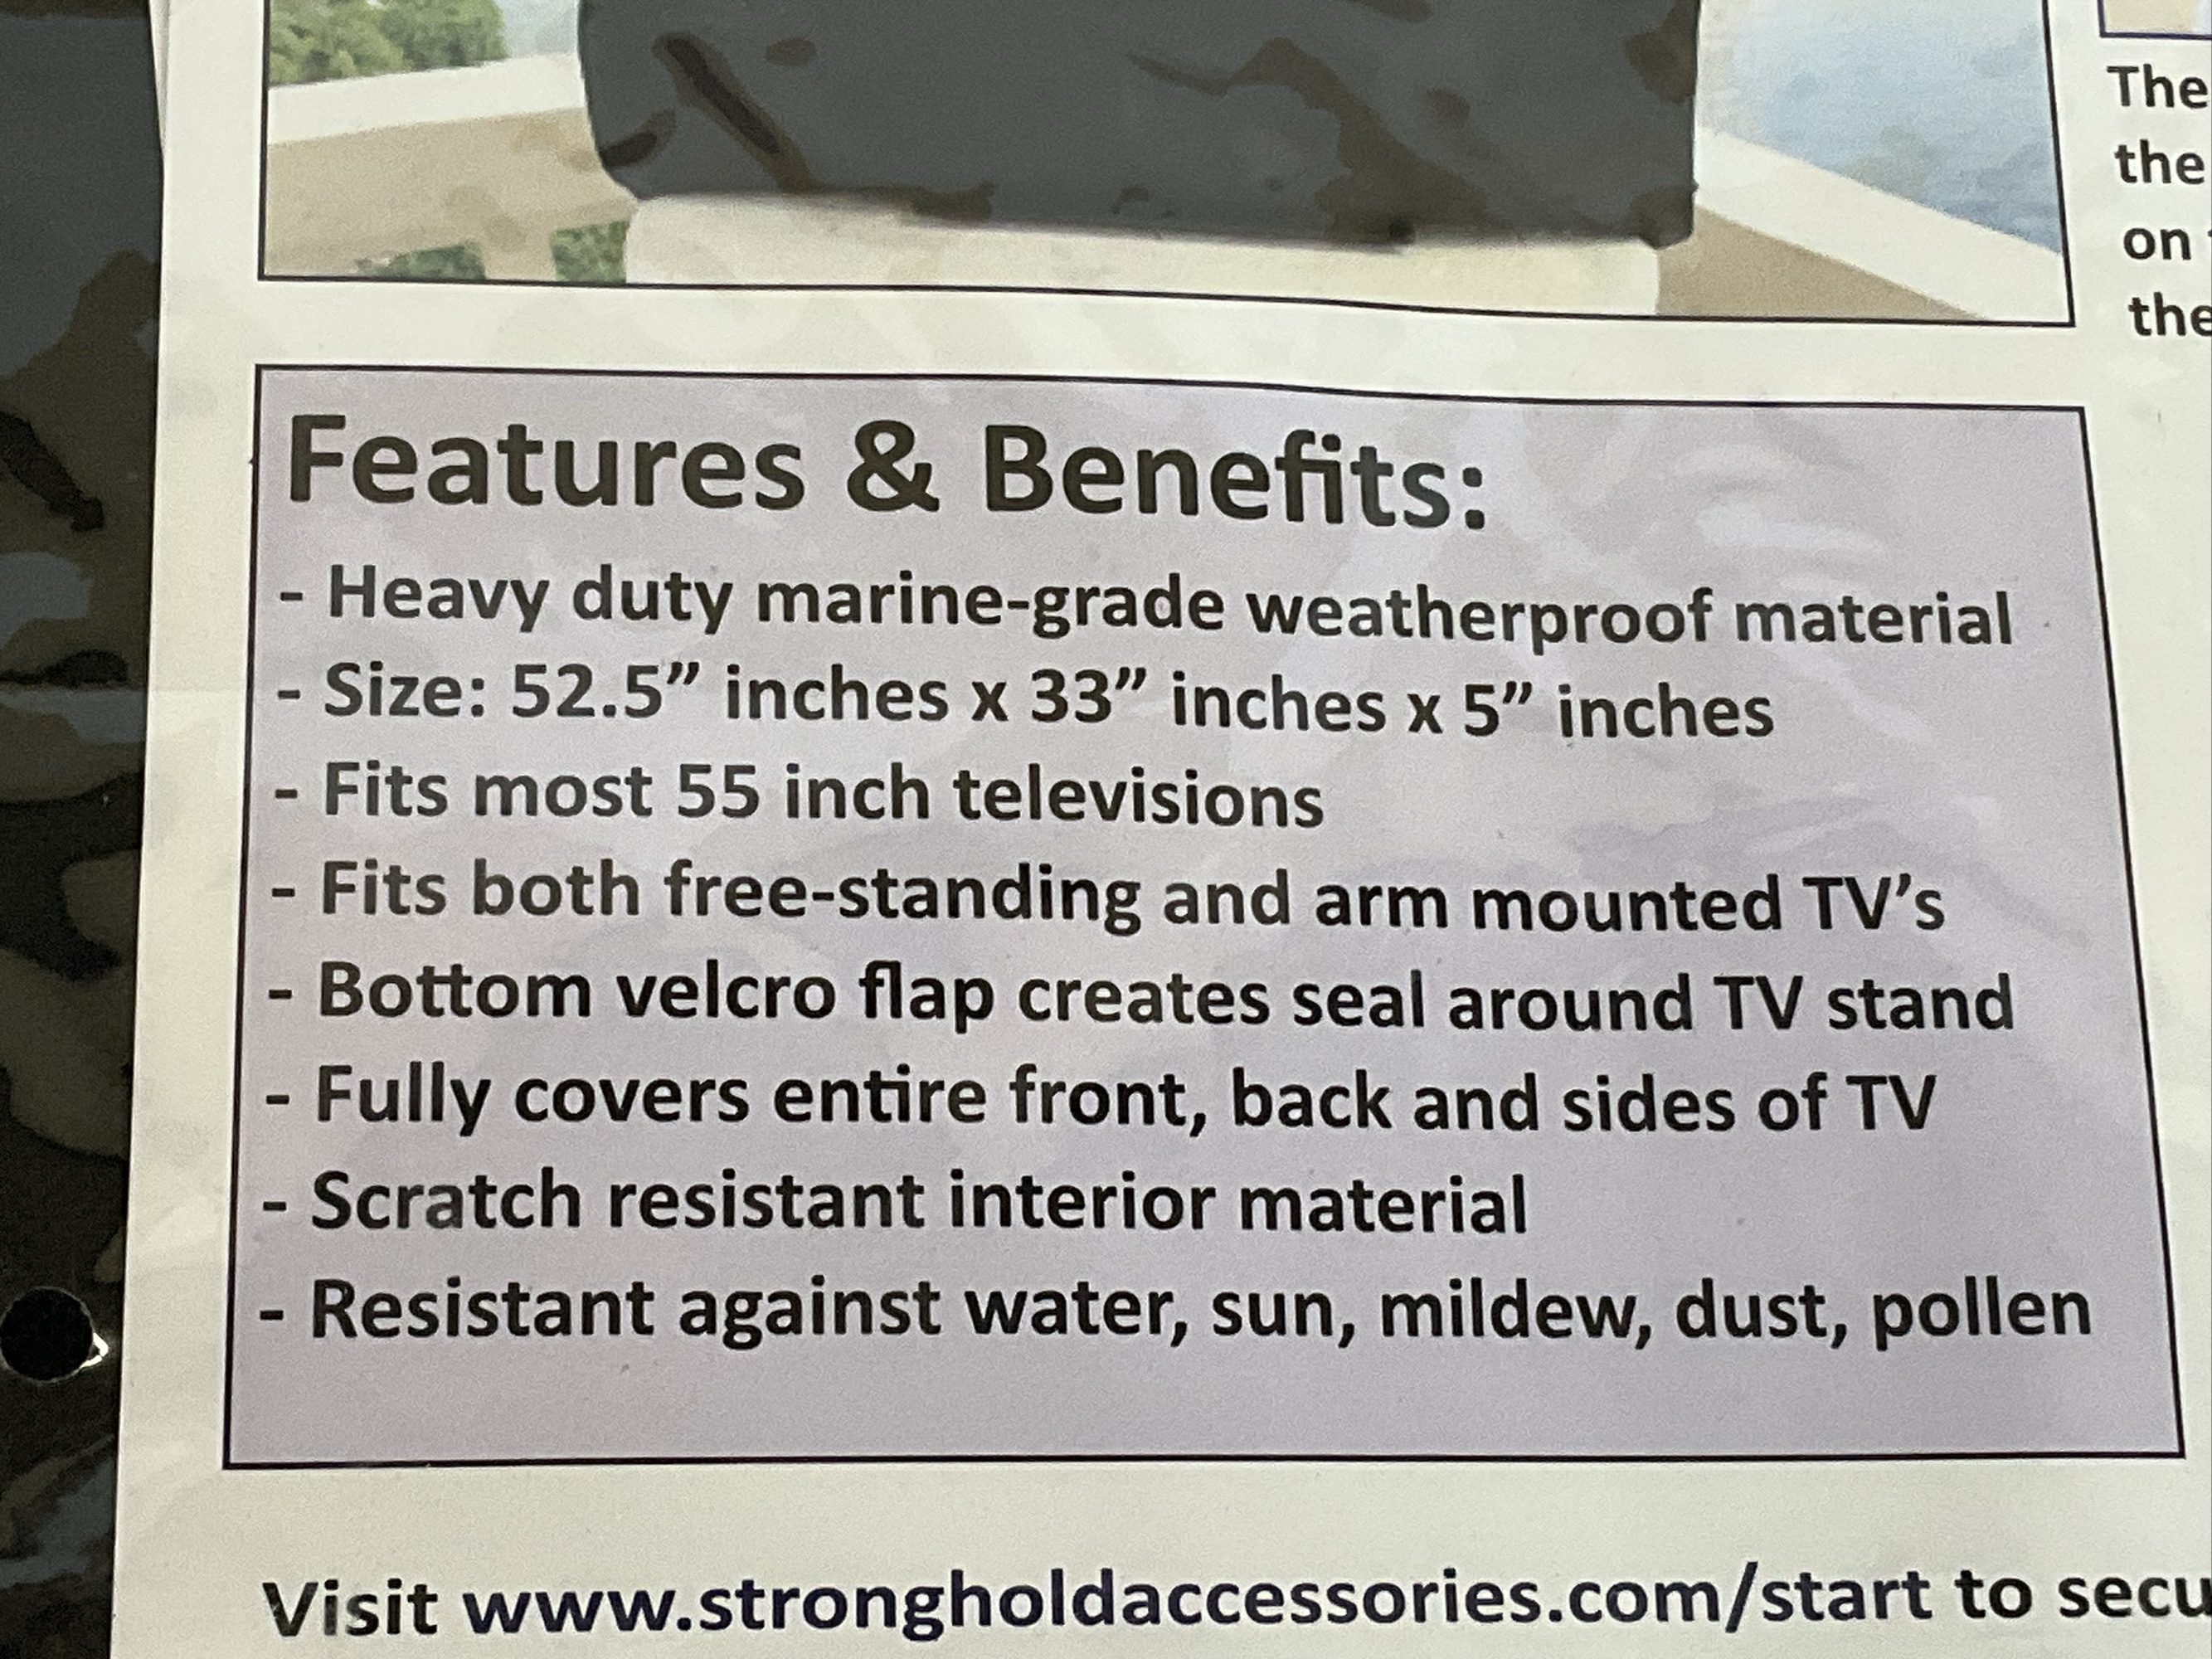 Features & Benefits:
- Heavy duty marine-grade weatherproof material
- Size: 52.5” inches x 33” inches x 5” inches
- Fits most 55 inch televisions
- Fits both free-standing and arm mounted TV’s
- Bottom velcro flap creates seal around TV stand
- Fully covers entire front, back and sides of TV
- Scratch resistant interior material
- Resistant against water, sun, mildew, dust, pollen
Visit www.strongholdaccessories.com/start to secu
The
the
on
the